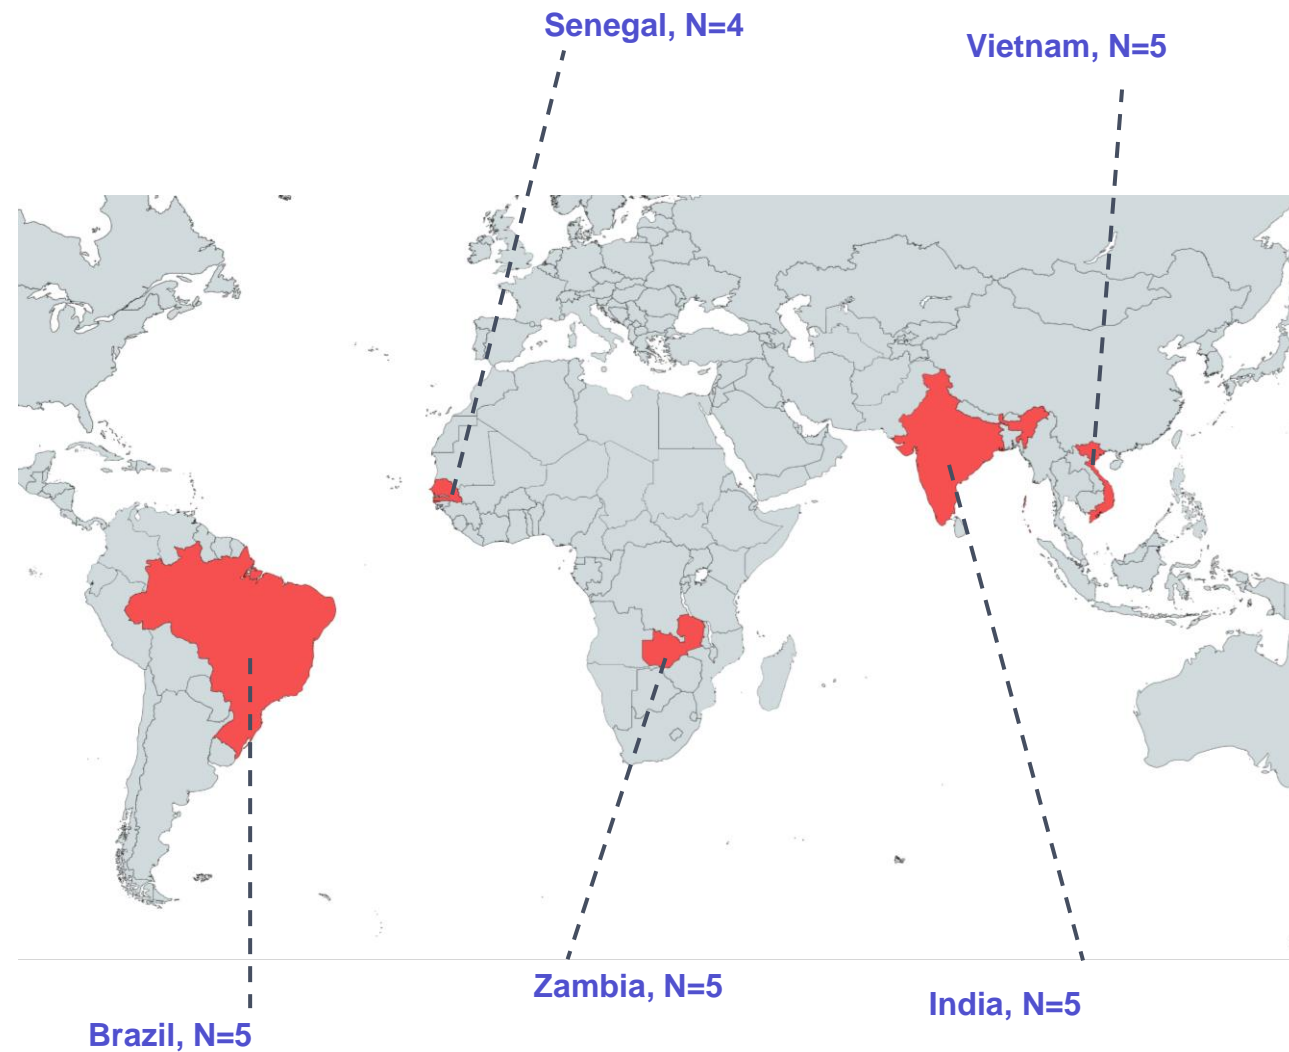 Senegal, N=4
Vietnam, N=5
Zambia, N=5
India, N=5
Brazil, N=5